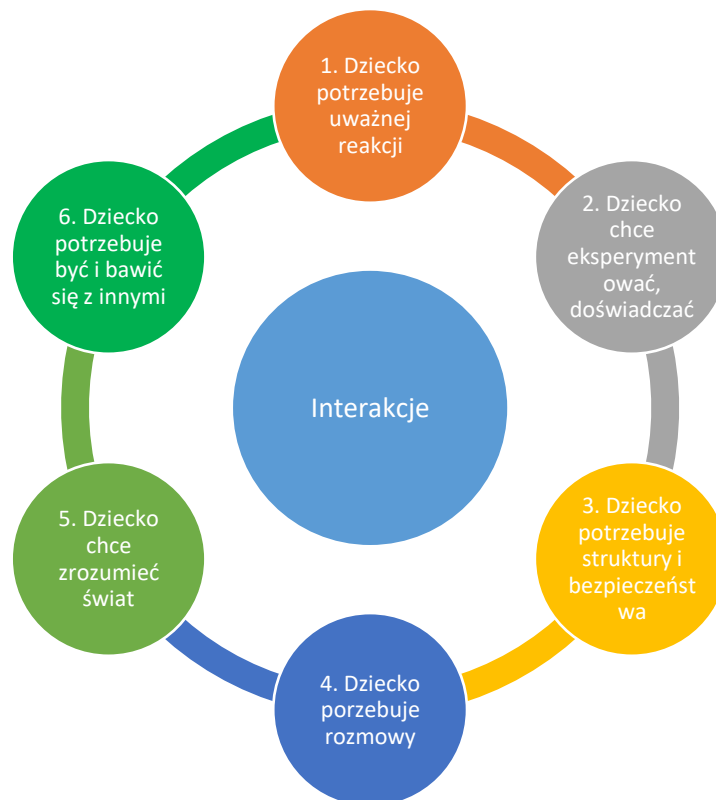 1. Dziecko
potrzebuje
uważnej
reakcji
2. Dziecko
chce
eksperyment
ować,
doświadczać
3. Dziecko
potrzebuje
struktury i
bezpieczeńst
wa
4. Dziecko
porzebuje
rozmowy
5. Dziecko
chce
zrozumieć
świat
6. Dziecko
potrzebuje
być i bawić
się z innymi
Interakcje